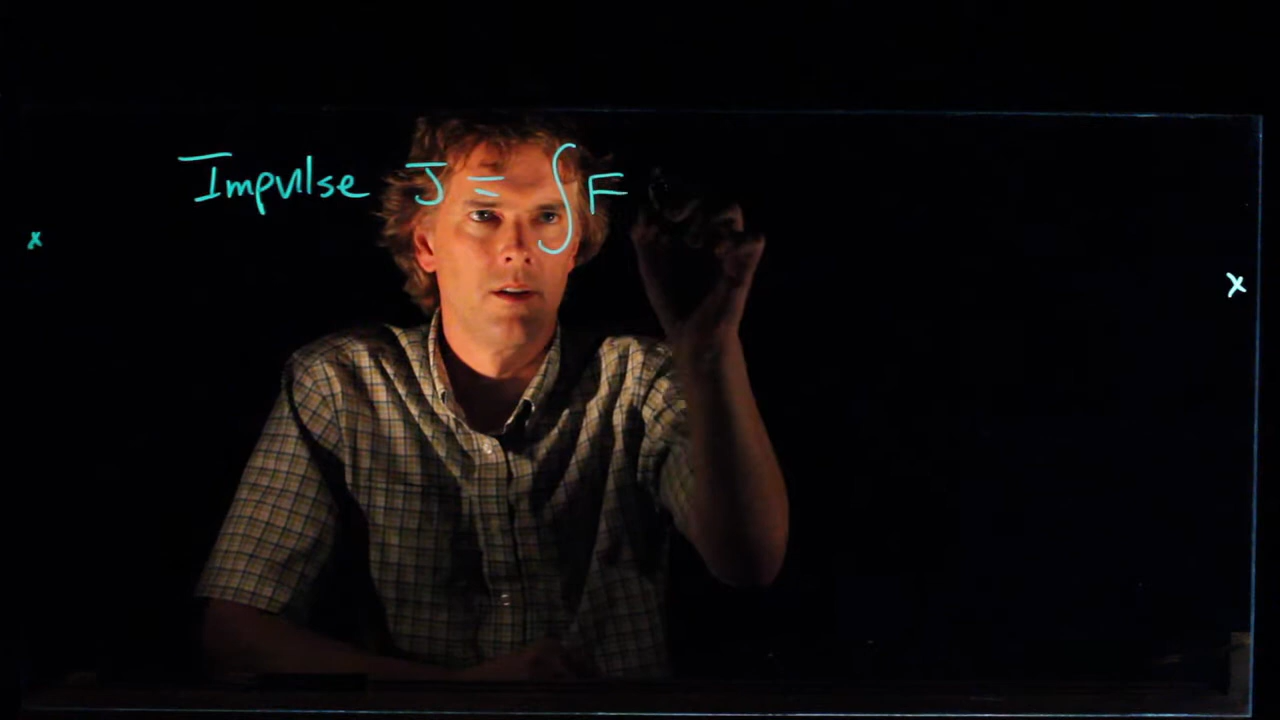 Impulse J = ∫ F
x
x